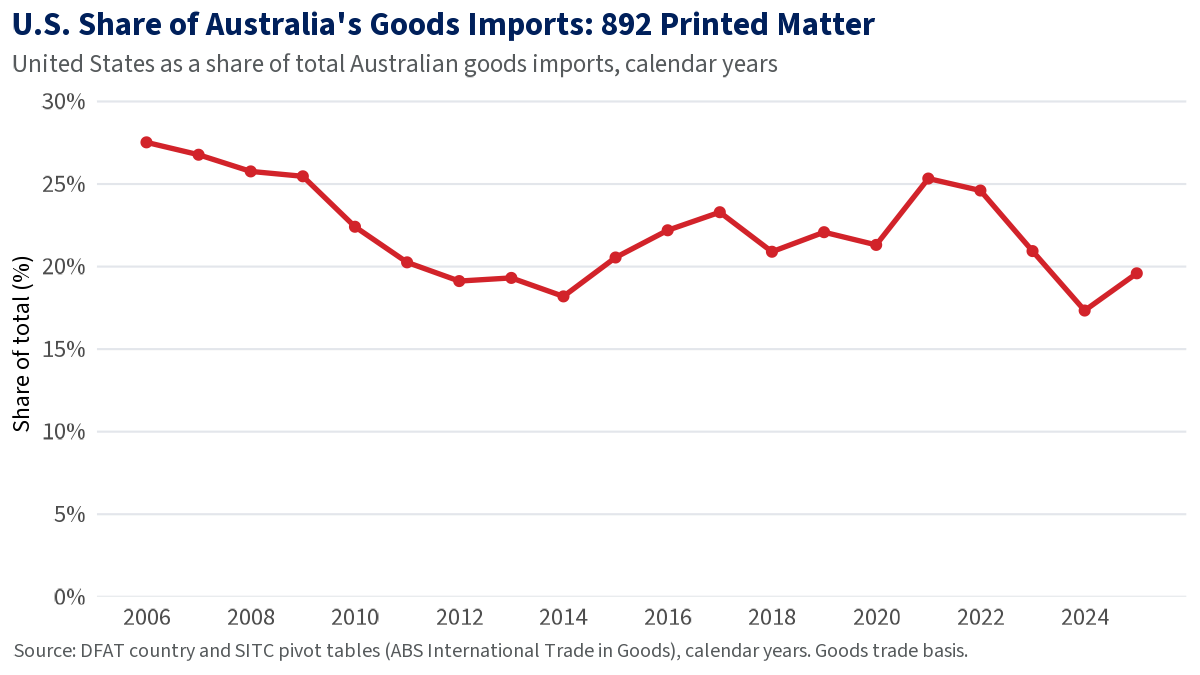 U.S. Share of Australia's Goods Imports: 892 Printed Matter
United States as a share of total Australian goods imports, calendar years
Share of total (%)
30%
25%
20%
15%
10%
5%
0%
2006 2008 2010 2012 2014 2016 2018 2020 2022 2024
Source: DFAT country and SITC pivot tables (ABS International Trade in Goods), calendar years. Goods trade basis.